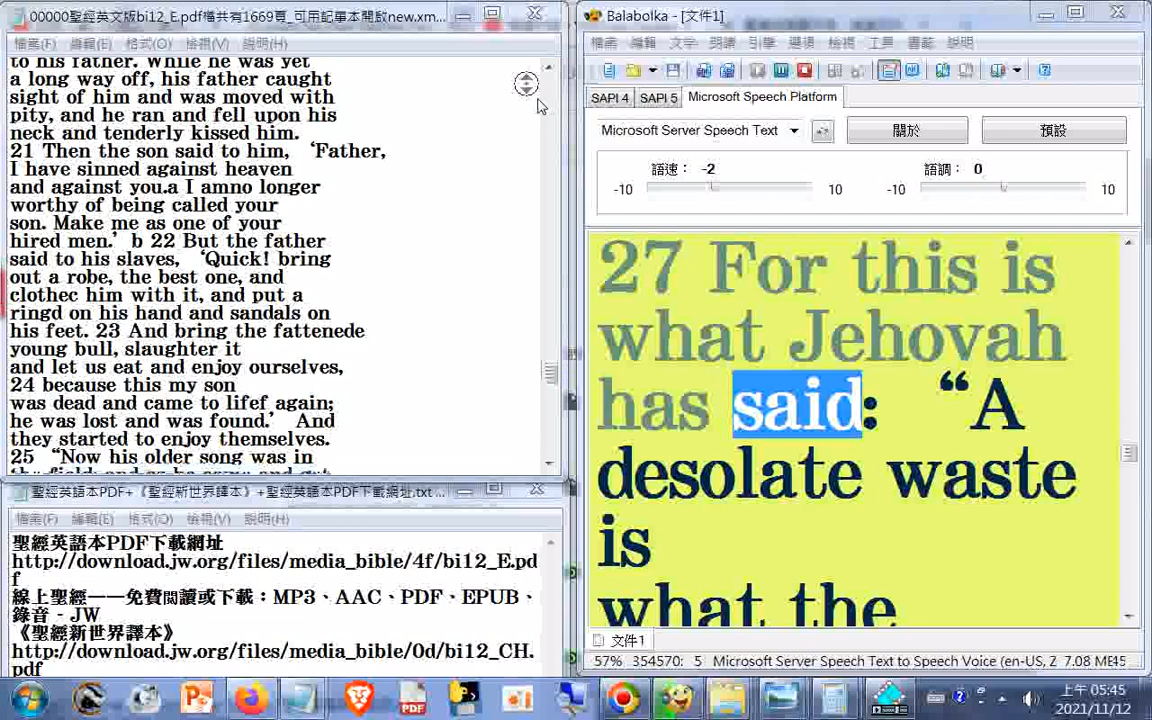 00000聖經英文版bi12_E.pdf檔共有1669頁_可用記事本開啟new.xm...
檔案(F) 編輯(E) 格式(O) 檢視(V) 說明(H)
to his father. While he was yet
a long way off, his father caught
sight of him and was moved with
pity, and he ran and fell upon his
neck and tenderly kissed him.
21 Then the son said to him, ‘Father,
I have sinned against heaven
and against you.a I amno longer
worthy of being called your
son. Make me as one of your
hired men.’ b 22 But the father
said to his slaves, ‘Quick! bring
out a robe, the best one, and
clothec him with it, and put a
ringd on his hand and sandals on
his feet. 23 And bring the fattenede
young bull, slaughter it
and let us eat and enjoy ourselves,
24 because this my son
was dead and came to lifef again;
he was lost and was found.’ And
they started to enjoy themselves.
25 “Now his older song was in
聖經英語本PDF+《聖經新世界譯本》+聖經英語本PDF下載網址.txt ...
檔案(F) 編輯(E) 格式(O) 檢視(V) 說明(H)
聖經英語本PDF下載網址
http://download.jw.org/files/media_bible/4f/bi12_E.pd
f
線上聖經——免費閱讀或下載：MP3、AAC、PDF、EPUB、
錄音 - JW
《聖經新世界譯本》
http://download.jw.org/files/media_bible/0d/bi12_CH.
pdf
Balabolka - [文件1]
檔案 編輯 文字 朗讀 引擎 選項 檢視 工具 書籤 說明
SAPI 4 SAPI 5 Microsoft Speech Platform
Microsoft Server Speech Text 關於 預設
語速： -2 語調： 0
-10 10 -10 10
27 For this is
what Jehovah
has said: “A
desolate waste
is
what the
文件1
57% 354570: 5 Microsoft Server Speech Text to Speech Voice (en-US, Z 7.08 ME45
上午 05:45
2021/11/12